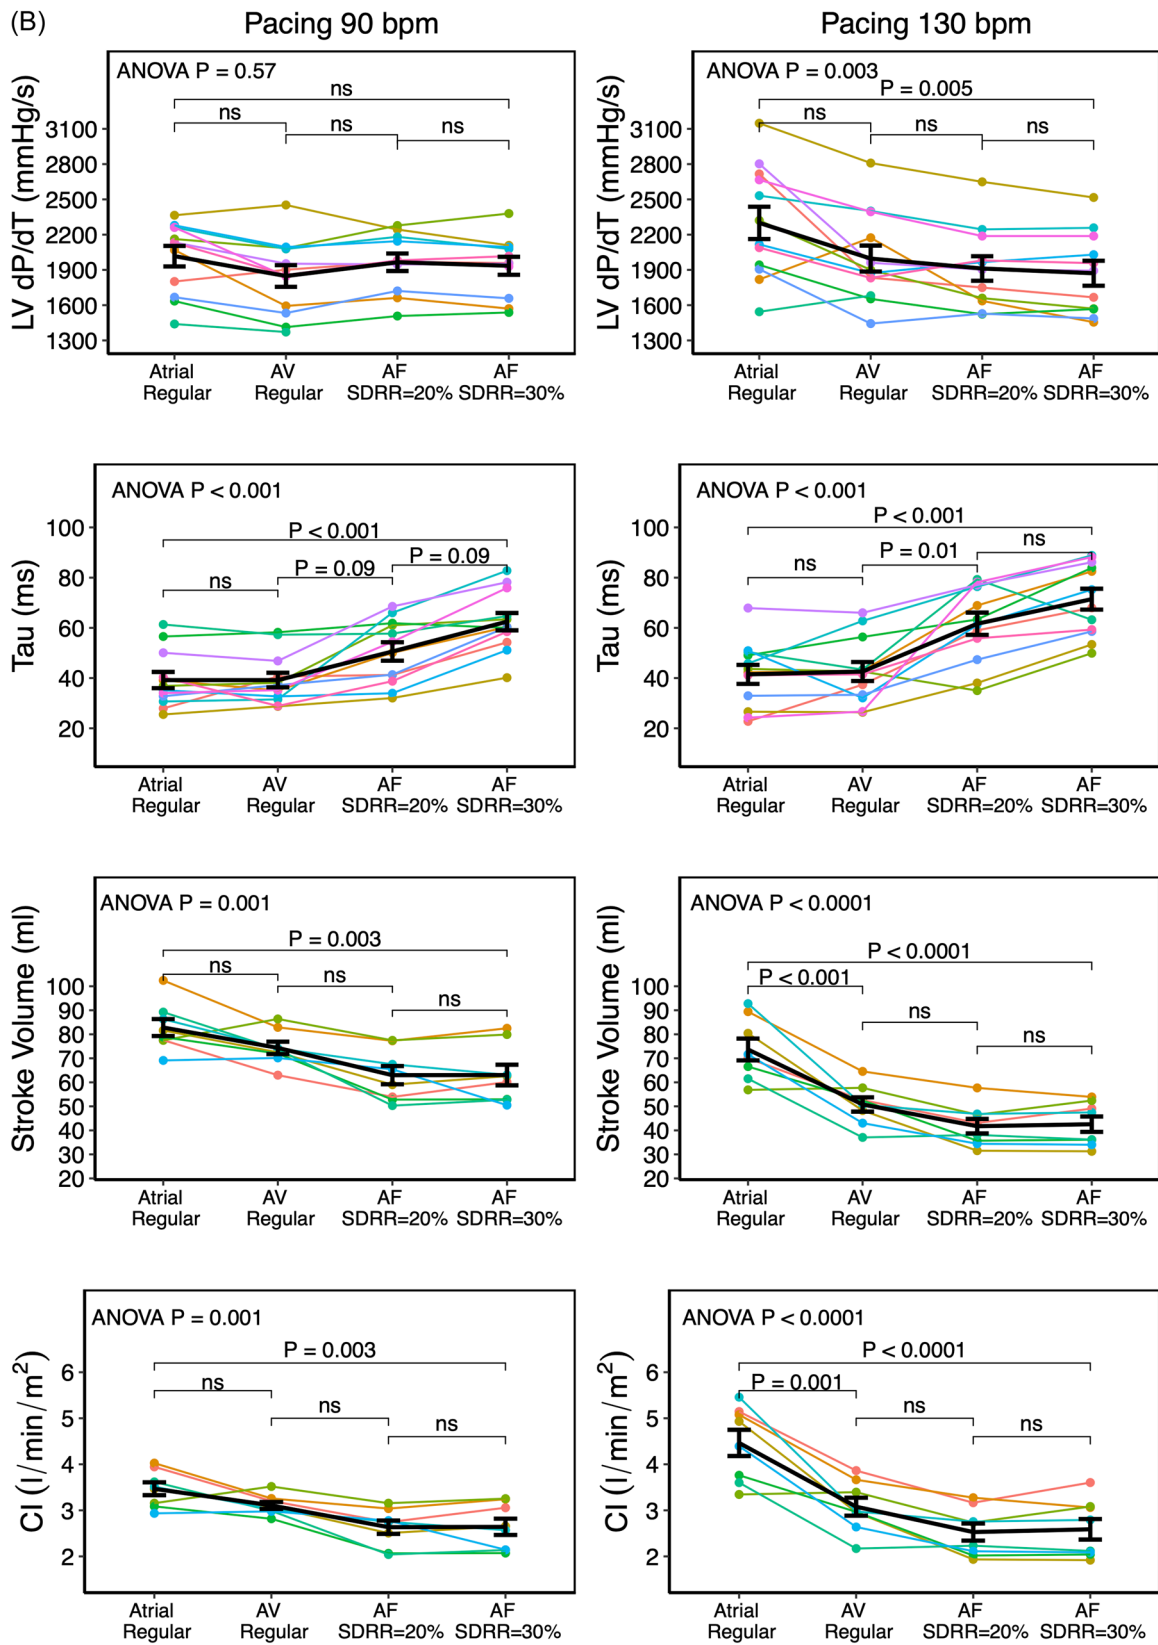 (B)
Pacing 90 bpm
Pacing 130 bpm
LV dP/dT (mmHg/s)
ANOVA P = 0.57
ns
ns
ns
ns
3100
2800
2500
2200
1900
1600
1300
Atrial
Regular
AV
Regular
AF
SDRR=20%
AF
SDRR=30%
LV dP/dT (mmHg/s)
ANOVA P = 0.003
P = 0.005
ns
ns
ns
3100
2800
2500
2200
1900
1600
1300
Atrial
Regular
AV
Regular
AF
SDRR=20%
AF
SDRR=30%
Tau (ms)
ANOVA P < 0.001
P < 0.001
ns
P = 0.09
P = 0.09
100
80
60
40
20
Atrial
Regular
AV
Regular
AF
SDRR=20%
AF
SDRR=30%
Tau (ms)
ANOVA P < 0.001
P < 0.001
ns
P = 0.01
ns
100
80
60
40
20
Atrial
Regular
AV
Regular
AF
SDRR=20%
AF
SDRR=30%
Stroke Volume (ml)
ANOVA P = 0.001
P = 0.003
ns
ns
ns
100
90
80
70
60
50
40
30
20
Atrial
Regular
AV
Regular
AF
SDRR=20%
AF
SDRR=30%
Stroke Volume (ml)
ANOVA P < 0.0001
P < 0.0001
P < 0.001
ns
ns
100
90
80
70
60
50
40
30
20
Atrial
Regular
AV
Regular
AF
SDRR=20%
AF
SDRR=30%
CI (l/min/m²)
ANOVA P = 0.001
P = 0.003
ns
ns
ns
6
5
4
3
2
Atrial
Regular
AV
Regular
AF
SDRR=20%
AF
SDRR=30%
CI (l/min/m²)
ANOVA P < 0.0001
P < 0.0001
P = 0.001
ns
ns
6
5
4
3
2
Atrial
Regular
AV
Regular
AF
SDRR=20%
AF
SDRR=30%